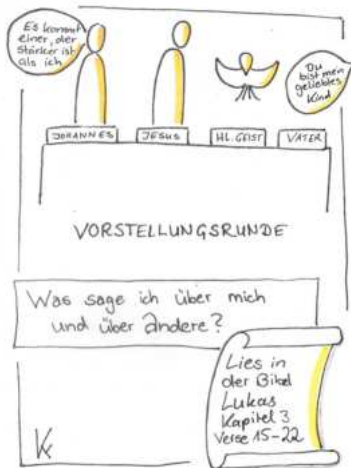 Es kommt
einer, der
stärker ist
als ich
Du
bist mein
geliebtes
Kind
JOHANNES
JESUS
HL. GEIST
VATER
VORSTELLUNGSRUNDE
Was sage ich über mich
und über andere?
Lies in
der Bibel
Lukas
Kapitel 3
Verse 15-22